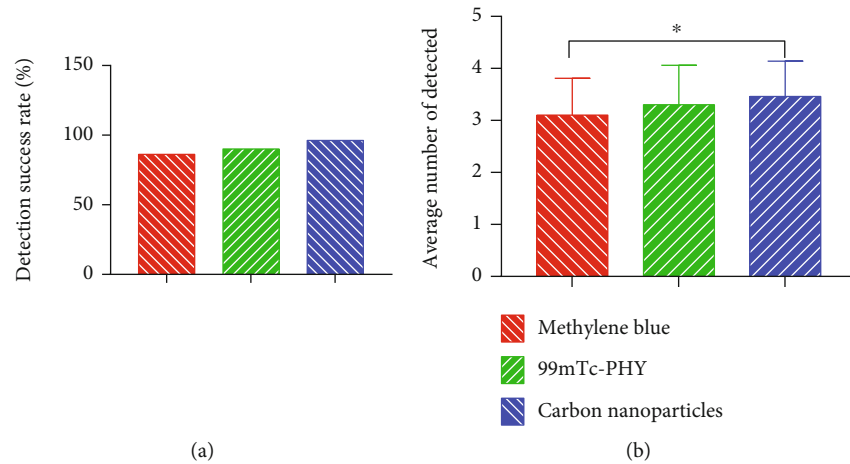 Detection success rate (%)
150
100
50
0
(a)
Average number of detected
5
4
3
2
1
0
*
Methylene blue
99mTc-PHY
Carbon nanoparticles
(b)